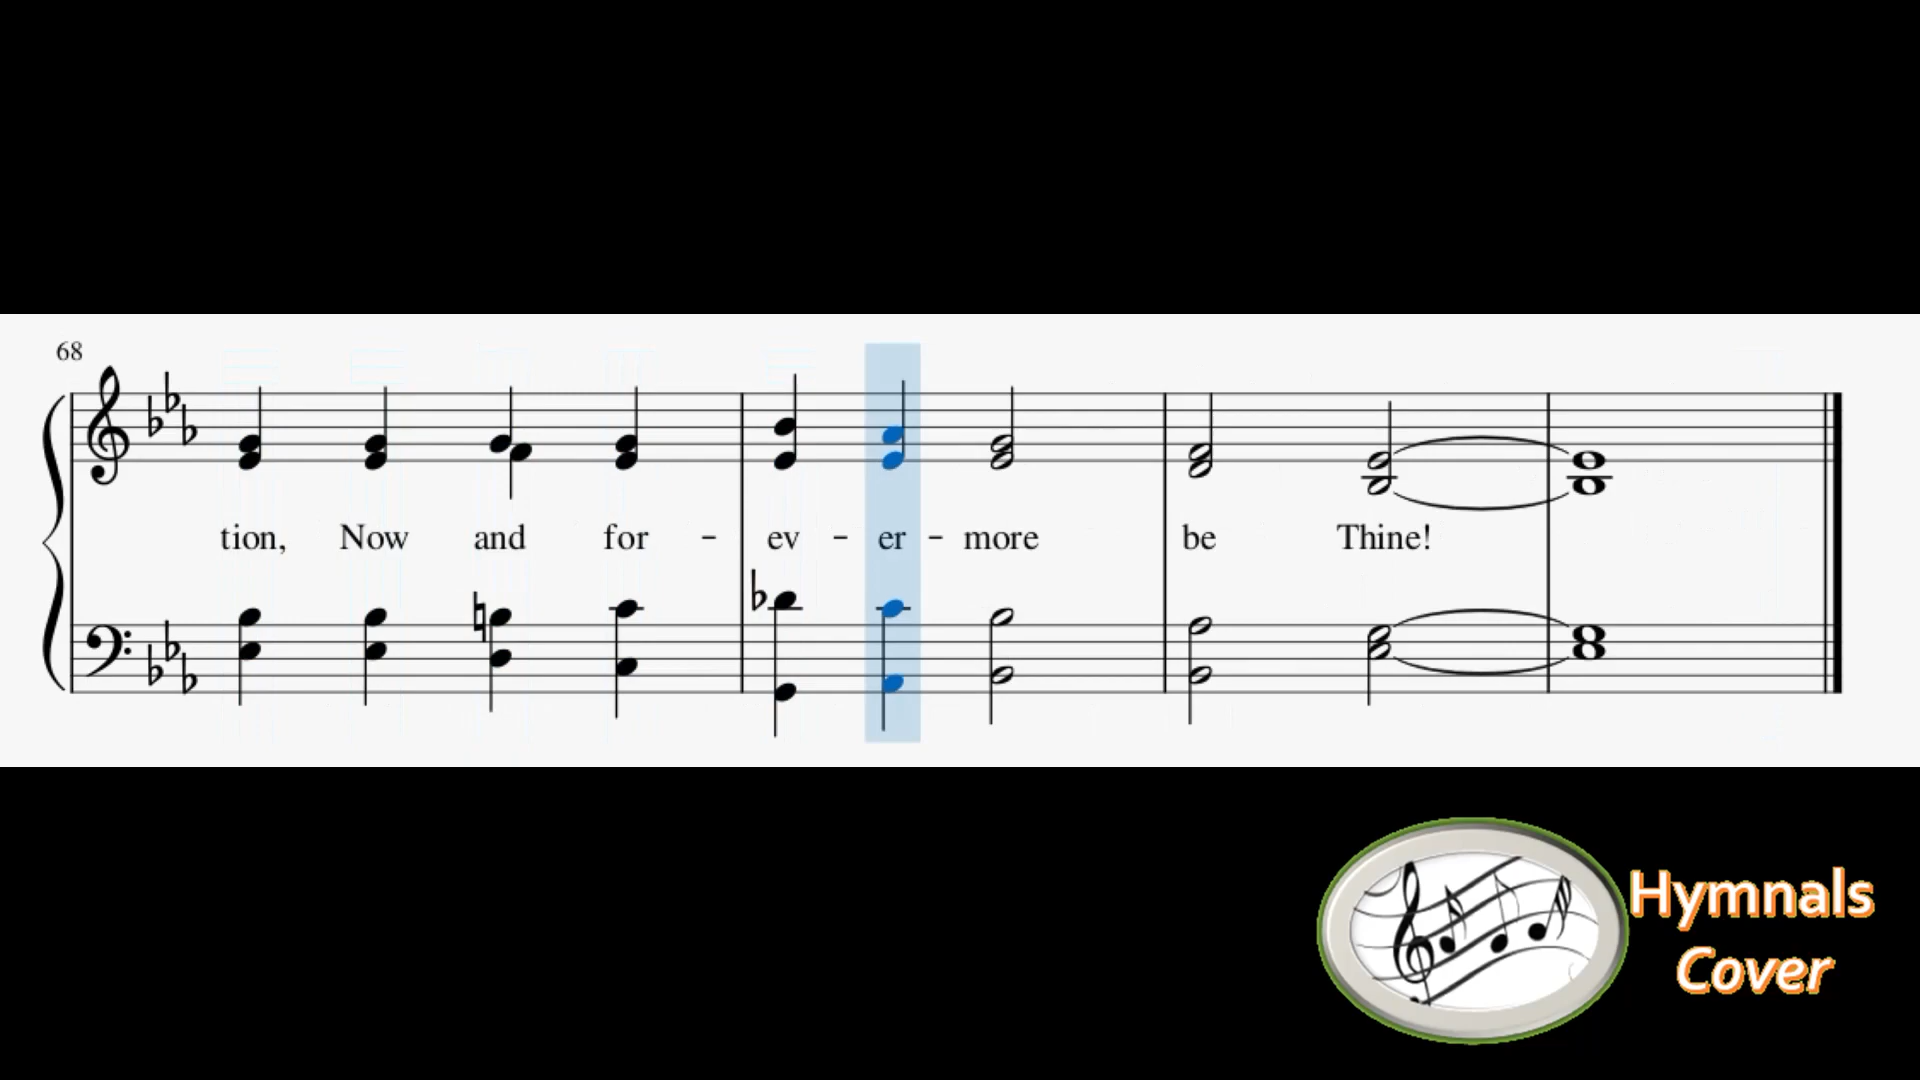 68
tion, Now and for - ev - er - more be Thine!
Hymnals
Cover